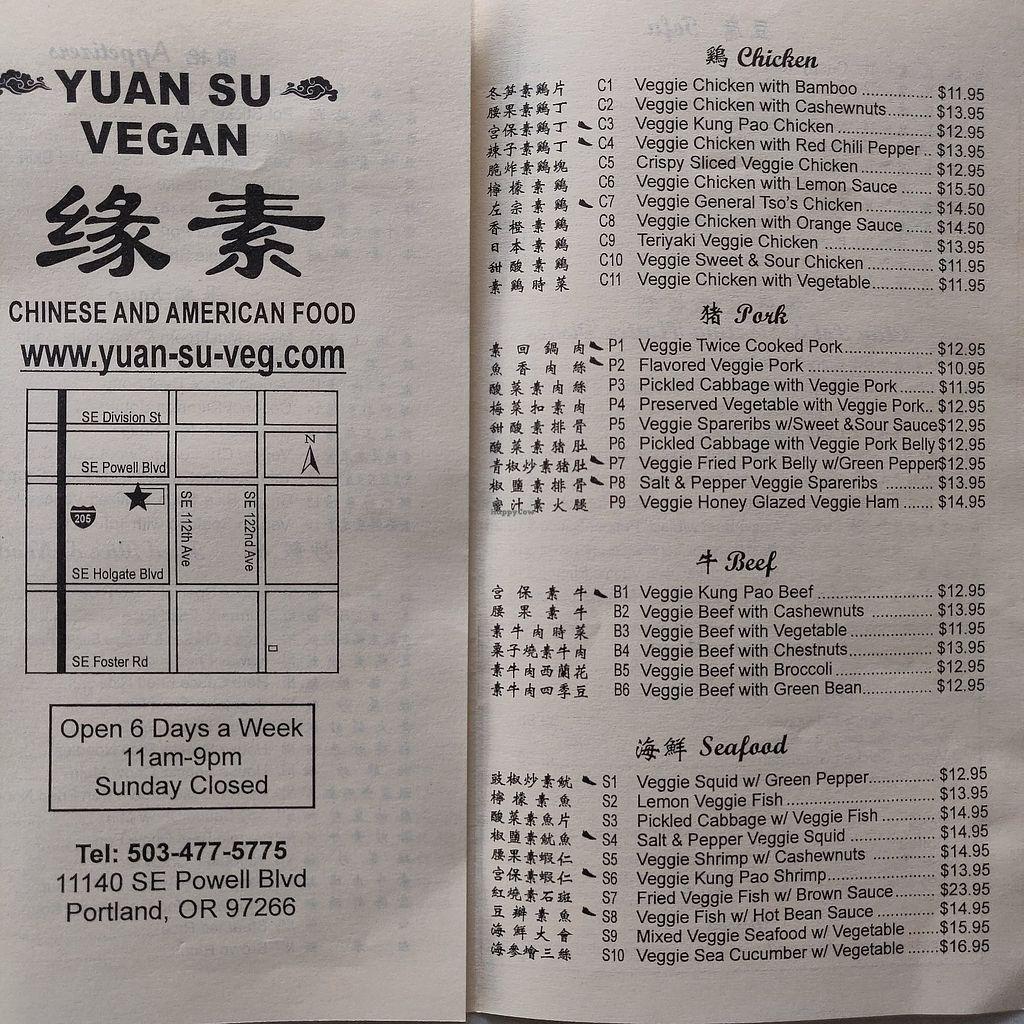 YUAN SU
VEGAN
缘素
CHINESE AND AMERICAN FOOD
www.yuan-su-veg.com
SE Division St
N
SE Powell Blvd
205
SE 112th Ave
SE 122nd Ave
SE Holgate Blvd
SE Foster Rd
Open 6 Days a Week
11am-9pm
Sunday Closed
Tel: 503-477-5775
11140 SE Powell Blvd
Portland, OR 97266
鷄 Chicken
冬笋素鷄片 C1 Veggie Chicken with Bamboo ............... $11.95
腰果素鷄丁 C2 Veggie Chicken with Cashewnuts......... $13.95
宮保素鷄丁 C3 Veggie Kung Pao Chicken.................... $12.95
辣子素鷄丁 C4 Veggie Chicken with Red Chili Pepper .. $13.95
脆炸素鷄塊 C5 Crispy Sliced Veggie Chicken................ $12.95
檸檬素鷄 C6 Veggie Chicken with Lemon Sauce ....... $15.50
左宗素鷄 C7 Veggie General Tso's Chicken............... $14.50
香橙素鷄 C8 Veggie Chicken with Orange Sauce ...... $14.50
日本素鷄 C9 Teriyaki Veggie Chicken ....................... $13.95
甜酸素鷄 C10 Veggie Sweet & Sour Chicken ............... $11.95
素鷄時菜 C11 Veggie Chicken with Vegetable............. $11.95
猪 Pork
素回鍋肉 P1 Veggie Twice Cooked Pork................... $12.95
魚香肉絲 P2 Flavored Veggie Pork .......................... $10.95
酸菜素肉絲 P3 Pickled Cabbage with Veggie Pork......... $11.95
梅菜扣素肉 P4 Preserved Vegetable with Veggie Pork.. $12.95
甜酸素排骨 P5 Veggie Spareribs w/Sweet &Sour Sauce $12.95
酸菜素猪肚 P6 Pickled Cabbage with Veggie Pork Belly $12.95
青椒炒素猪肚 P7 Veggie Fried Pork Belly w/Green Pepper $12.95
椒鹽素排骨 P8 Salt & Pepper Veggie Spareribs ............ $13.95
蜜汁素火腿 P9 Veggie Honey Glazed Veggie Ham ....... $14.95
HappyCow
牛 Beef
宮保素牛 B1 Veggie Kung Pao Beef.......................... $12.95
腰果素牛 B2 Veggie Beef with Cashewnuts .............. $13.95
素牛肉時菜 B3 Veggie Beef with Vegetable.................. $11.95
栗子燒素牛肉 B4 Veggie Beef with Chestnuts .................. $13.95
素牛肉西蘭花 B5 Veggie Beef with Broccoli..................... $12.95
素牛肉四季豆 B6 Veggie Beef with Green Bean............... $12.95
海鮮 Seafood
豉椒炒素魷 S1 Veggie Squid w/ Green Pepper.............. $12.95
檸檬素魚 S2 Lemon Veggie Fish .............................. $13.95
酸菜素魚片 S3 Pickled Cabbage w/ Veggie Fish ............ $14.95
椒鹽素魷魚 S4 Salt & Pepper Veggie Squid .................. $14.95
腰果素蝦仁 S5 Veggie Shrimp w/ Cashewnuts .............. $14.95
宮保素蝦仁 S6 Veggie Kung Pao Shrimp...................... $13.95
紅燒素石斑 S7 Fried Veggie Fish w/ Brown Sauce.......... $23.95
豆瓣素魚 S8 Veggie Fish w/ Hot Bean Sauce ............ $14.95
海鮮大會 S9 Mixed Veggie Seafood w/ Vegetable ...... $15.95
海參燴三絲 S10 Veggie Sea Cucumber w/ Vegetable ...... $16.95